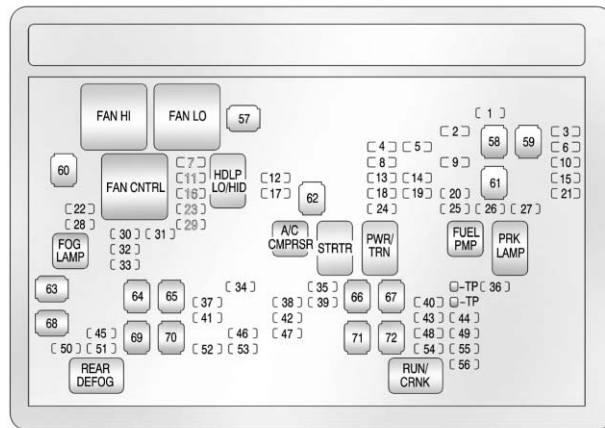 [ 1 ]
FAN HI FAN LO 57
[ 2 ] 58 59 [ 3 ]
[ 4 ] [ 5 ] [ 6 ]
60 FAN CNTRL [ 7 ] HDLP LO/HID [ 8 ] [ 9 ] [ 10 ]
[ 11 ] [ 12 ] [ 13 ] [ 14 ] 61 [ 15 ]
[ 16 ] [ 17 ] 62 [ 18 ] [ 19 ] [ 20 ] [ 21 ]
[ 22 ] [ 23 ] [ 24 ] [ 25 ] [ 26 ] [ 27 ]
[ 28 ] [ 29 ]
FOG LAMP [ 30 ] [ 31 ] A/C CMPRSR STRTR PWR/ TRN FUEL PMP PRK LAMP
[ 32 ]
[ 33 ]
63 64 65 [ 34 ] [ 35 ] 66 67 -TP [ 36 ]
[ 37 ] [ 38 ] [ 39 ] [ 40 ] -TP
68 [ 41 ] [ 42 ] [ 43 ] [ 44 ]
[ 45 ] 69 70 [ 46 ] [ 47 ] 71 72 [ 48 ] [ 49 ]
[ 50 ] [ 51 ] [ 52 ] [ 53 ] [ 54 ] [ 55 ]
REAR DEFOG RUN/ CRNK [ 56 ]